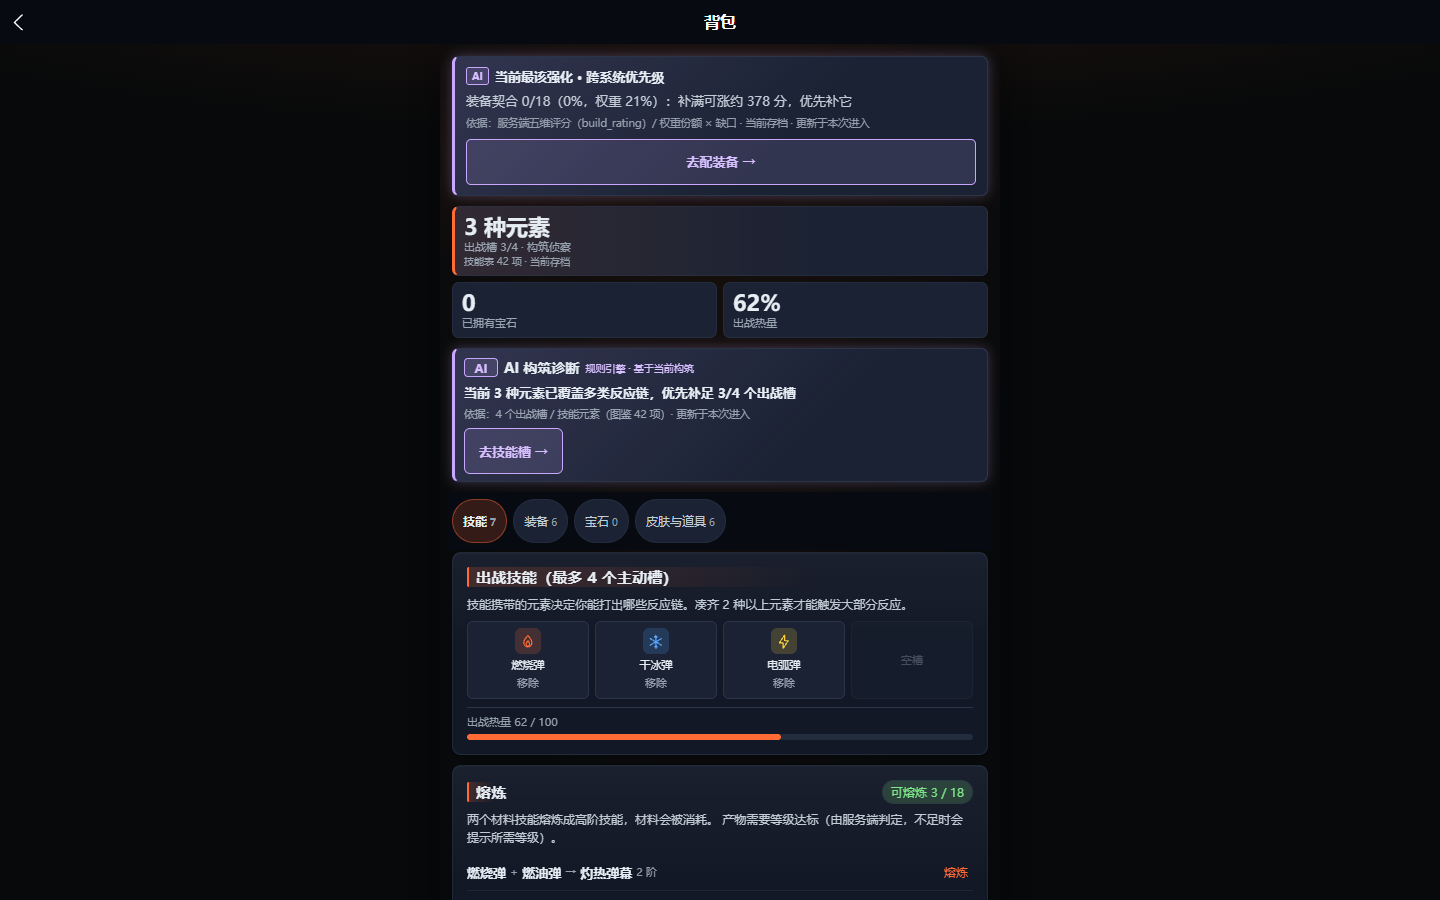 背包
AI 当前最该强化 • 跨系统优先级
装备契合 0/18（0%，权重 21%）：补满可涨约 378 分，优先补它
依据：服务端五维评分（build_rating）/ 权重份额 × 缺口 · 当前存档 · 更新于本次进入
去配装备 →
3 种元素
出战槽 3/4 · 构筑侦察
技能表 42 项 · 当前存档
0
已拥有宝石
62%
出战热量
AI AI 构筑诊断 规则引擎 · 基于当前构筑
当前 3 种元素已覆盖多类反应链，优先补足 3/4 个出战槽
依据：4 个出战槽 / 技能元素（图鉴 42 项）· 更新于本次进入
去技能槽 →
技能 7 装备 6 宝石 0 皮肤与道具 6
出战技能（最多 4 个主动槽）
技能携带的元素决定你能打出哪些反应链。凑齐 2 种以上元素才能触发大部分反应。
燃烧弹 干冰弹 电弧弹 空槽
移除 移除 移除
出战热量 62 / 100
熔炼 可熔炼 3 / 18
两个材料技能熔炼成高阶技能，材料会被消耗。 产物需要等级达标（由服务端判定，不足时会
提示所需等级）。
燃烧弹 + 燃油弹 → 灼热弹幕 2 阶 熔炼